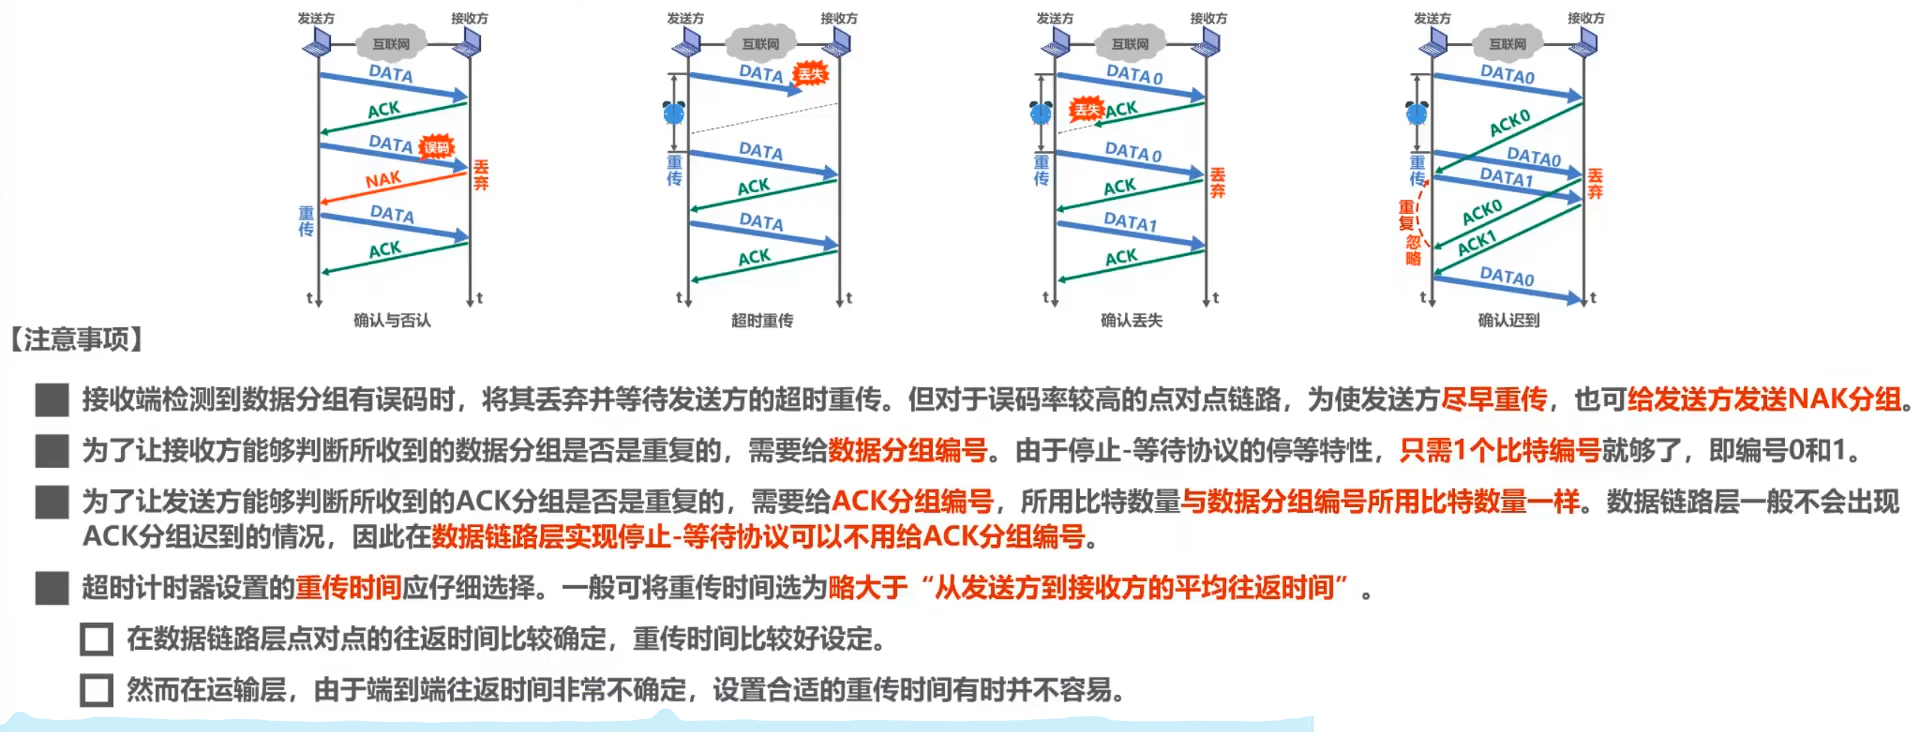 发送方 接收方
互联网
DATA
ACK
DATA 误码
丢弃
NAK
重传
DATA
ACK
t t
确认与否认
发送方 接收方
互联网
DATA 丢失
重传
DATA
ACK
DATA
ACK
t t
超时重传
发送方 接收方
互联网
DATA0
丢失 ACK
重传
DATA0
丢弃
ACK
DATA1
ACK
t t
确认丢失
发送方 接收方
互联网
DATA0
ACK0
重传
DATA0
丢弃
DATA1
重复
ACK0
忽略
ACK1
DATA0
t t
确认迟到
【注意事项】
接收端检测到数据分组有误码时，将其丢弃并等待发送方的超时重传。但对于误码率较高的点对点链路，为使发送方尽早重传，也可给发送方发送NAK分组。
为了让接收方能够判断所收到的数据分组是否是重复的，需要给数据分组编号。由于停止-等待协议的停等特性，只需1个比特编号就够了，即编号0和1。
为了让发送方能够判断所收到的ACK分组是否是重复的，需要给ACK分组编号，所用比特数量与数据分组编号所用比特数量一样。数据链路层一般不会出现
ACK分组迟到的情况，因此在数据链路层实现停止-等待协议可以不用给ACK分组编号。
超时计时器设置的重传时间应仔细选择。一般可将重传时间选为略大于“从发送方到接收方的平均往返时间”。
在数据链路层点对点的往返时间比较确定，重传时间比较好设定。
然而在运输层，由于端到端往返时间非常不确定，设置合适的重传时间有时并不容易。